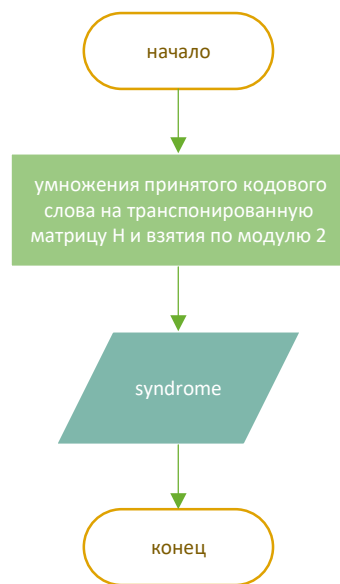 начало
умножения принятого кодового
слова на транспонированную
матрицу H и взятия по модулю 2
syndrome
конец